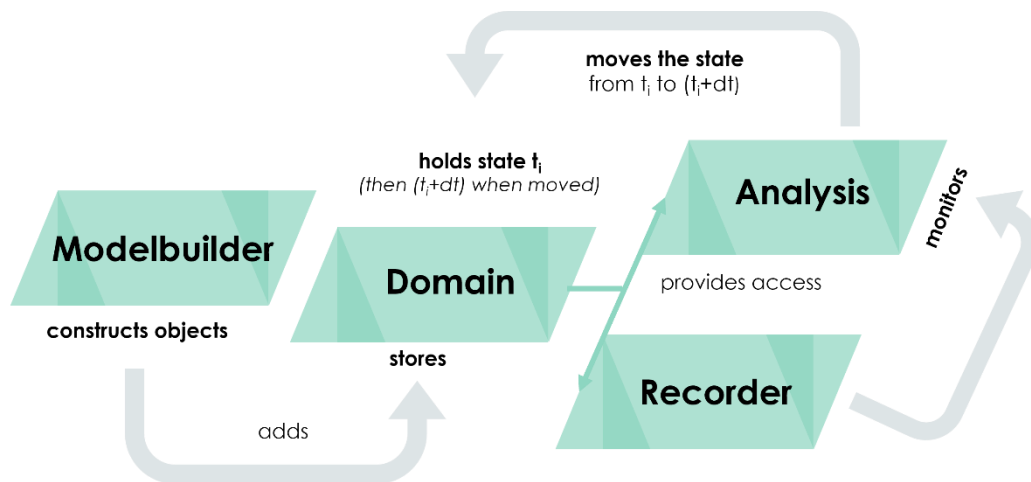 moves the state
from tᵢ to (tᵢ+dt)
holds state tᵢ
(then (tᵢ+dt) when moved)
Analysis
monitors
Modelbuilder
Domain
provides access
constructs objects
stores
Recorder
adds